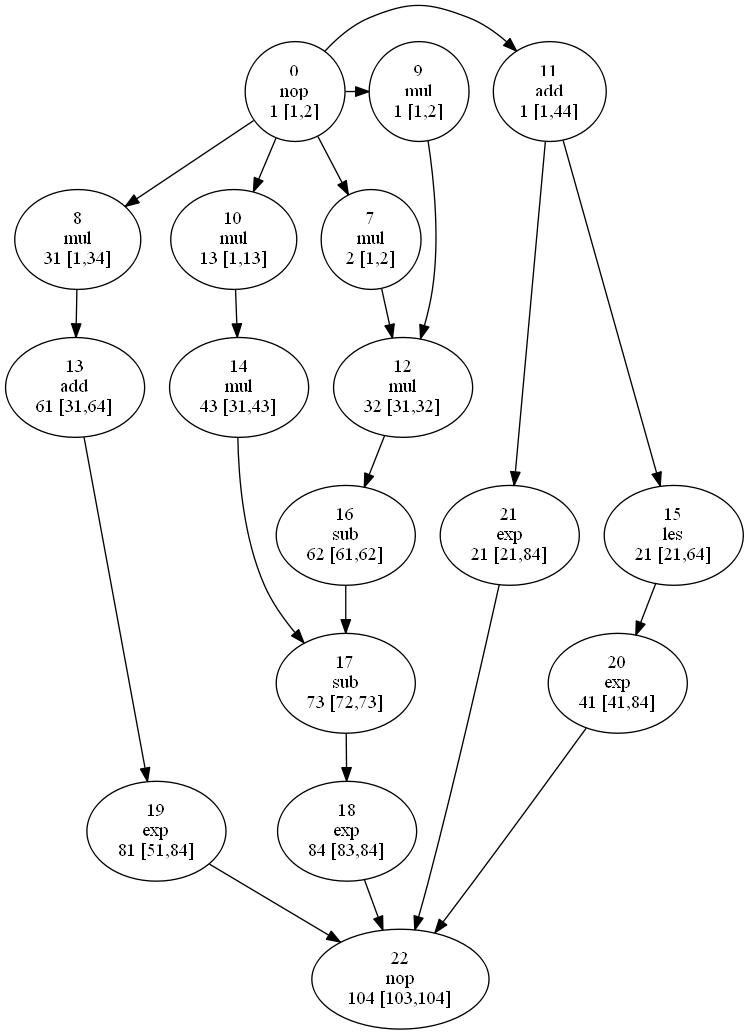 0
nop
1 [1,2]
9
mul
1 [1,2]
11
add
1 [1,44]
8
mul
31 [1,34]
10
mul
13 [1,13]
7
mul
2 [1,2]
13
add
61 [31,64]
14
mul
43 [31,43]
12
mul
32 [31,32]
16
sub
62 [61,62]
21
exp
21 [21,84]
15
les
21 [21,64]
17
sub
73 [72,73]
20
exp
41 [41,84]
19
exp
81 [51,84]
18
exp
84 [83,84]
22
nop
104 [103,104]